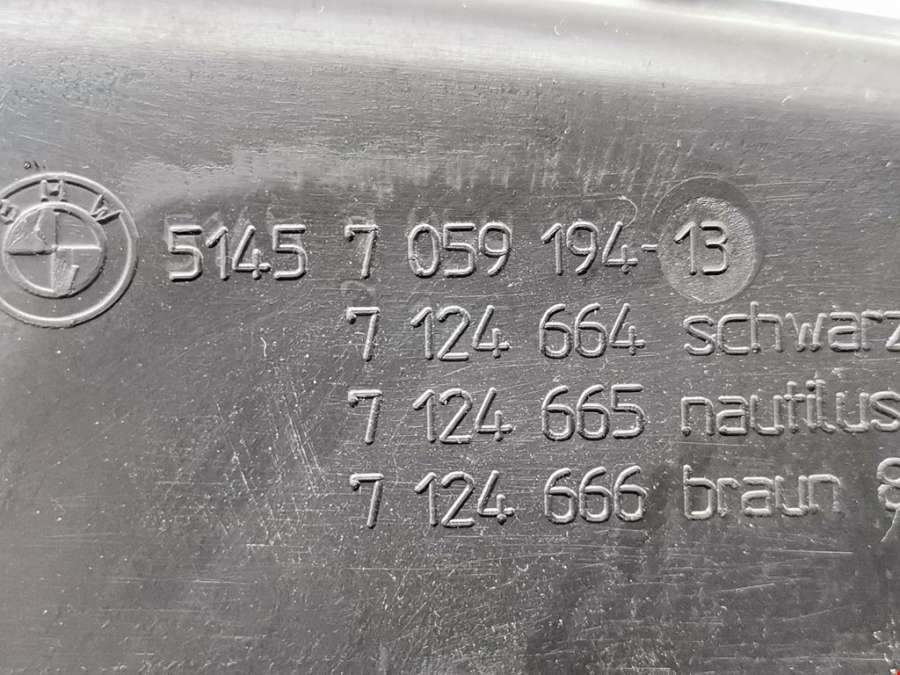 BMW 5145 7 059 194-13
7 124 664 schwarz
7 124 665 nautilus
7 124 666 braun